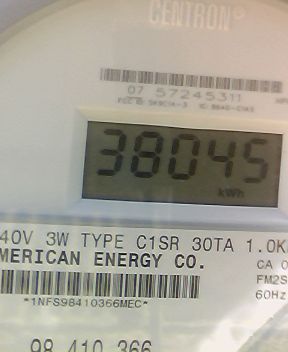 CENTRON®
07 57245311
38045
kWh
40V 3W TYPE C1SR 30TA 1.0K
MERICAN ENERGY CO.
CA 0
FM2S
60Hz
*1NFS98410366MEC*
98 410 366